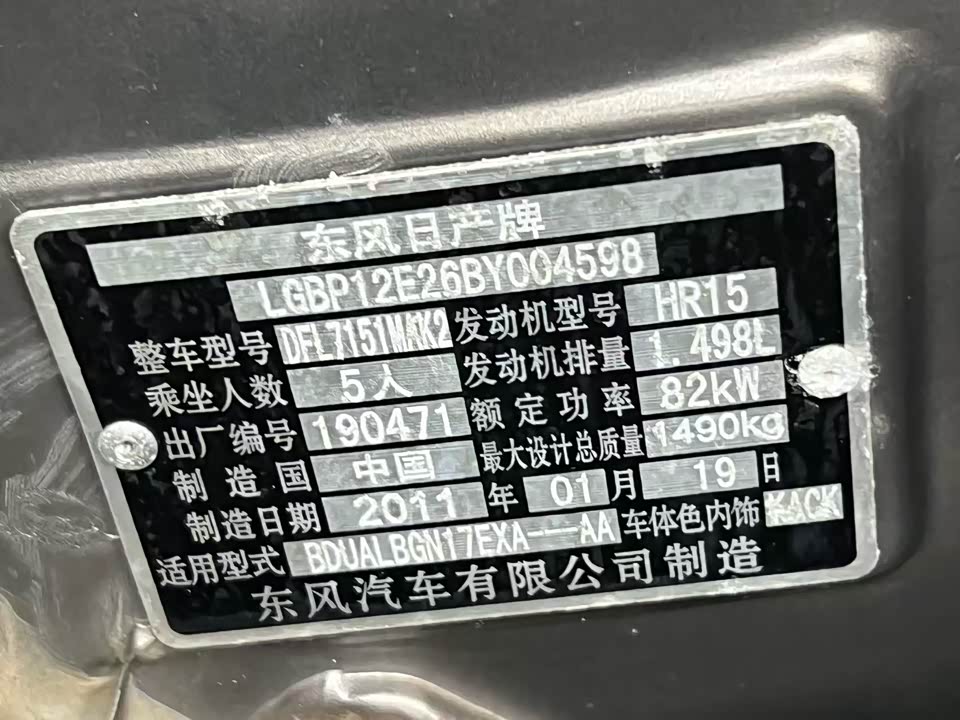 东风日产牌
LGBP12E26BY004598
整车型号 DFL7151MAK2 发动机型号 HR15
乘坐人数 5人 发动机排量 1.498L
出厂编号 190471 额定功率 82kW
制造国 中国 最大设计总质量 1490kg
制造日期 2011 年 01 月 19 日
适用型式 BDUALBGN17EXA---AA 车体色内饰 KACK
东风汽车有限公司制造